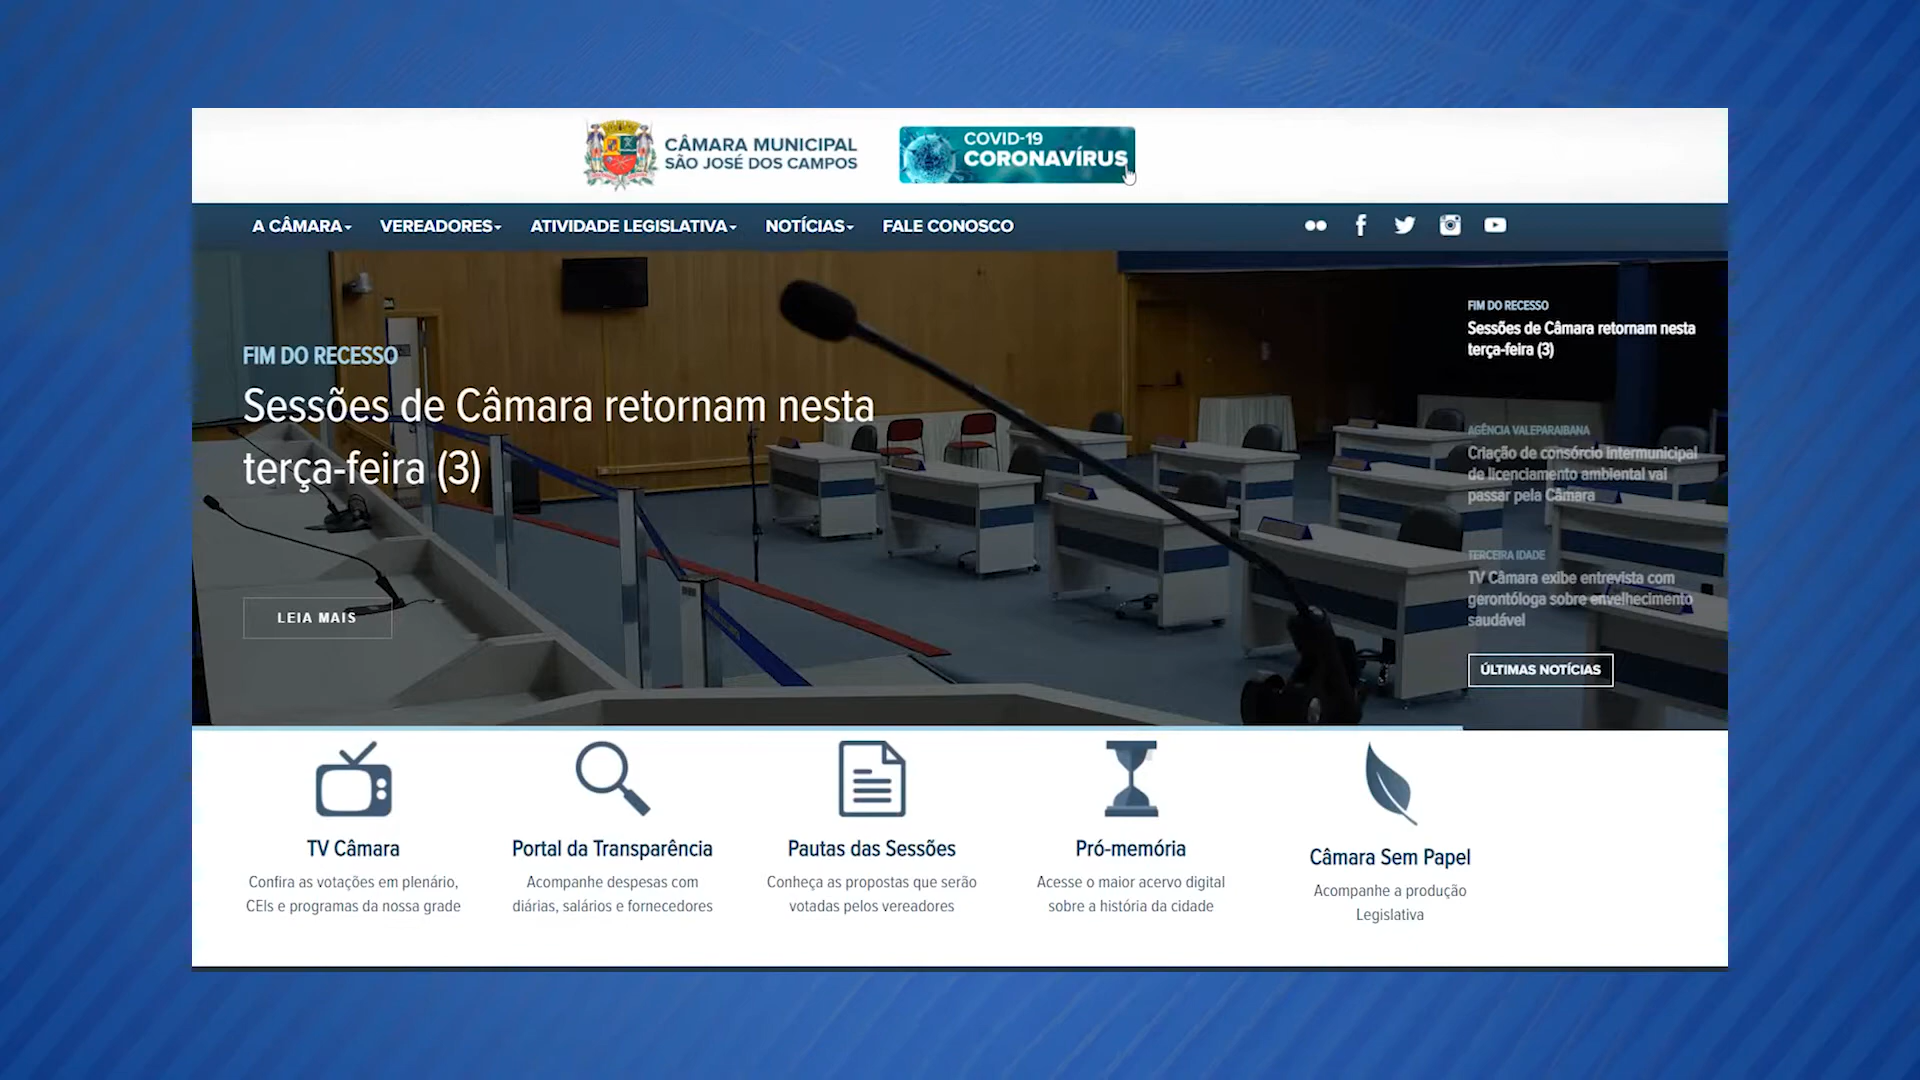 CÂMARA MUNICIPAL
SÃO JOSÉ DOS CAMPOS
COVID-19
CORONAVÍRUS
A CÂMARA
VEREADORES
ATIVIDADE LEGISLATIVA
NOTÍCIAS
FALE CONOSCO
FIM DO RECESSO
Sessões de Câmara retornam nesta
terça-feira (3)
LEIA MAIS
FIM DO RECESSO
Sessões de Câmara retornam nesta
terça-feira (3)
AGÊNCIA VALEPARAIBANA
Criação de consórcio intermunicipal
de licenciamento ambiental vai
passar pela Câmara
TERCEIRA IDADE
TV Câmara exibe entrevista com
gerontóloga sobre envelhecimento
saudável
ÚLTIMAS NOTÍCIAS
TV Câmara
Confira as votações em plenário,
CEIs e programas da nossa grade
Portal da Transparência
Acompanhe despesas com
diárias, salários e fornecedores
Pautas das Sessões
Conheça as propostas que serão
votadas pelos vereadores
Pró-memória
Acesse o maior acervo digital
sobre a história da cidade
Câmara Sem Papel
Acompanhe a produção
Legislativa